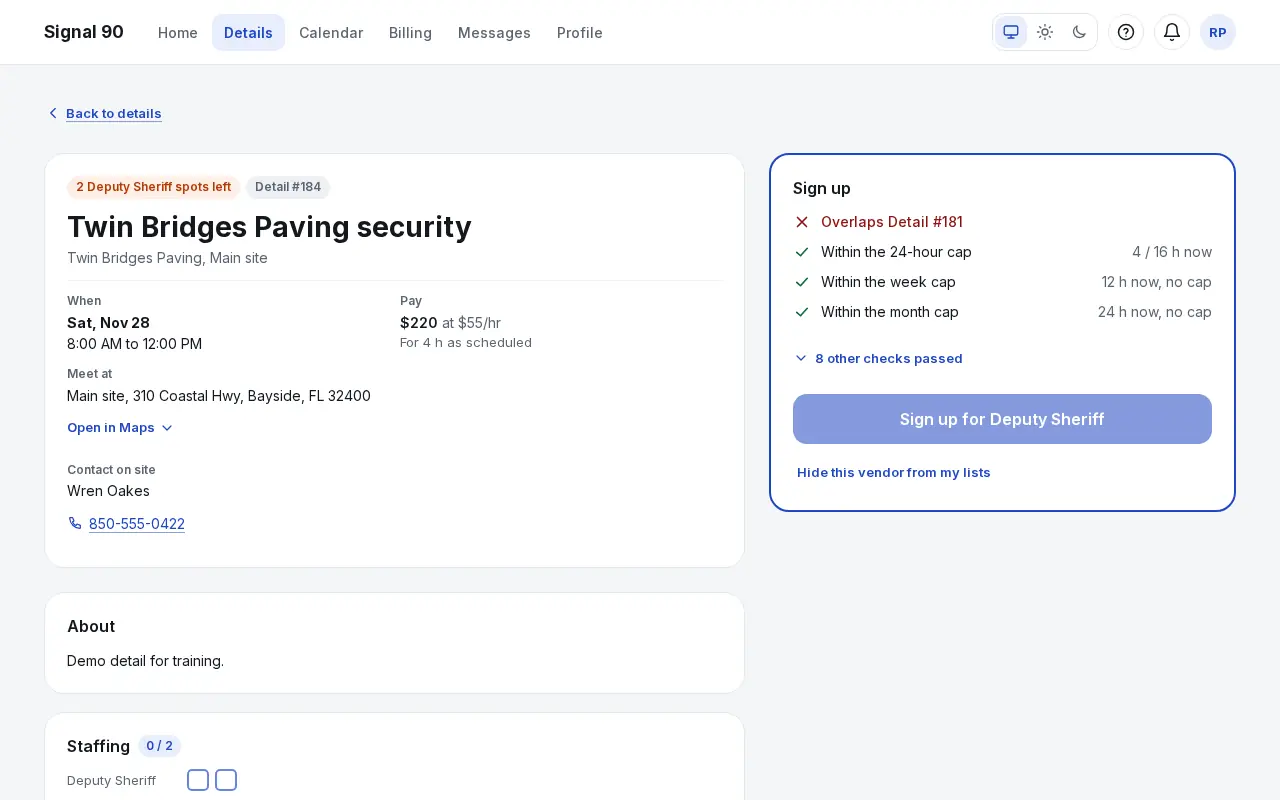 Signal 90
Home
Details
Calendar
Billing
Messages
Profile
RP
Back to details
2 Deputy Sheriff spots left
Detail #184
Twin Bridges Paving security
Twin Bridges Paving, Main site
When
Sat, Nov 28
8:00 AM to 12:00 PM
Pay
$220 at $55/hr
For 4 h as scheduled
Meet at
Main site, 310 Coastal Hwy, Bayside, FL 32400
Open in Maps
Contact on site
Wren Oakes
850-555-0422
About
Demo detail for training.
Staffing
0 / 2
Deputy Sheriff
Sign up
Overlaps Detail #181
Within the 24-hour cap
4 / 16 h now
Within the week cap
12 h now, no cap
Within the month cap
24 h now, no cap
8 other checks passed
Sign up for Deputy Sheriff
Hide this vendor from my lists